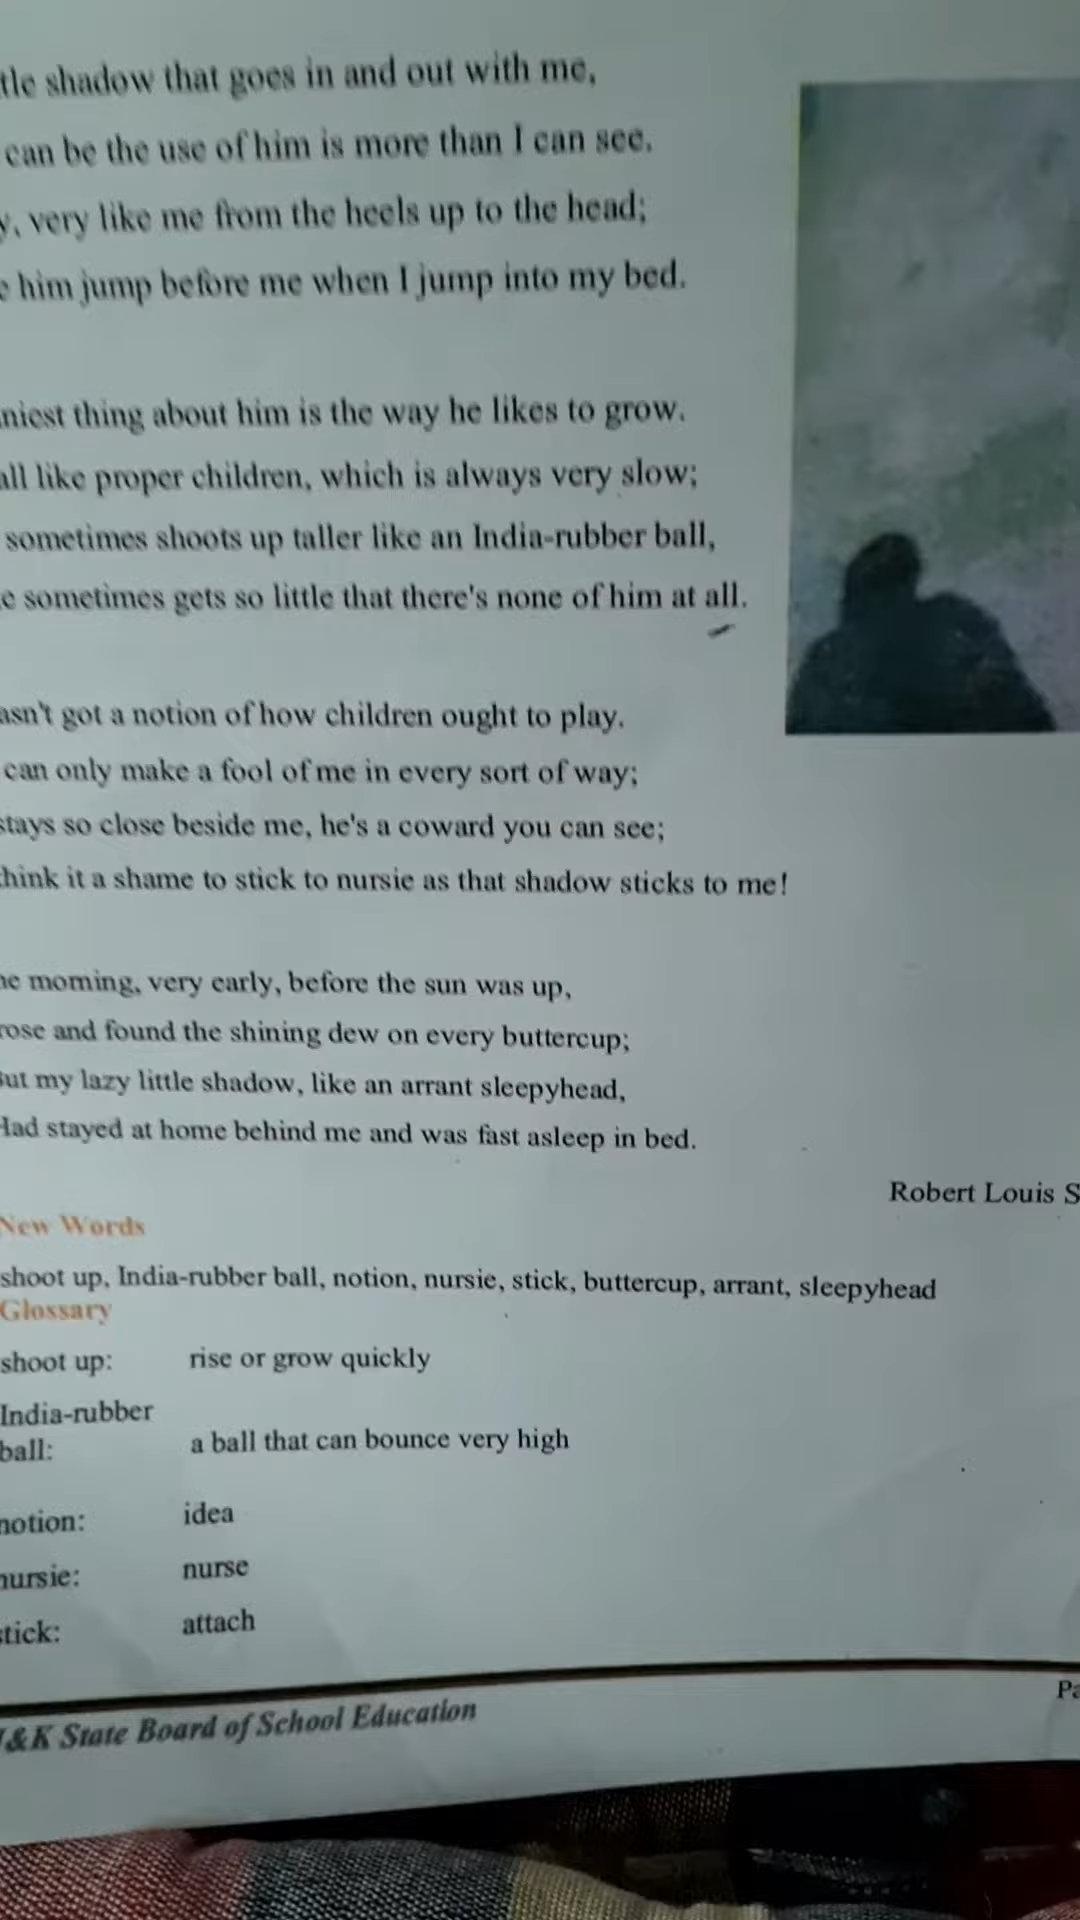 shadow that goes in and out with me,
can be the use of him is more than I can see.
very like me from the heels up to the head;
him jump before me when I jump into my bed.
thing about him is the way he likes to grow.
like proper children, which is always very slow;
sometimes shoots up taller like an India-rubber ball,
sometimes gets so little that there's none of him at all.
got a notion of how children ought to play.
can only make a fool of me in every sort of way;
stays so close beside me, he's a coward you can see;
think it a shame to stick to nursie as that shadow sticks to me!
morning, very early, before the sun was up,
rose and found the shining dew on every buttercup;
But my lazy little shadow, like an arrant sleepyhead,
Had stayed at home behind me and was fast asleep in bed.
Robert Louis S
New Words
shoot up, India-rubber ball, notion, nursie, stick, buttercup, arrant, sleepyhead
Glossary
shoot up: rise or grow quickly
India-rubber
ball: a ball that can bounce very high
notion: idea
nursie: nurse
stick: attach
Pa
J&K State Board of School Education